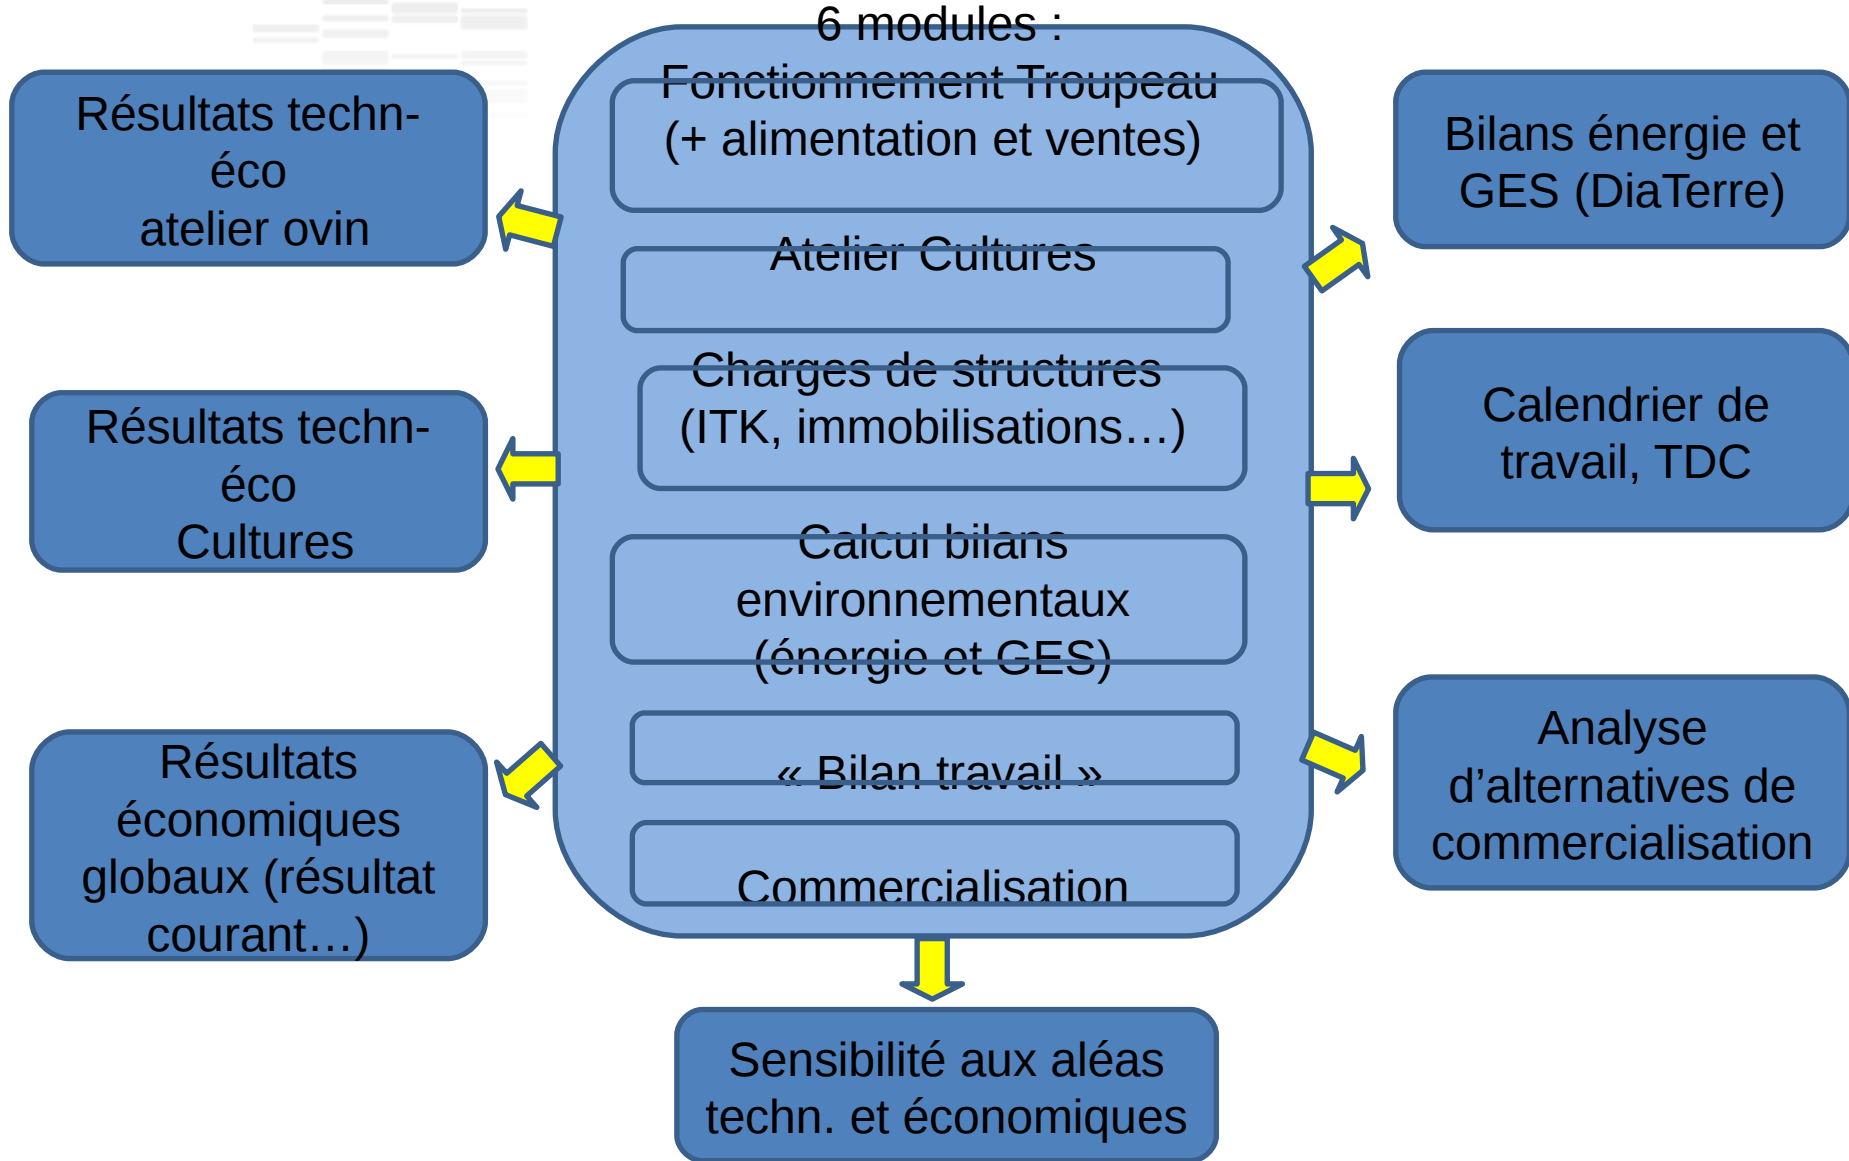 6 modules :
Fonctionnement Troupeau
(+ alimentation et ventes)
Atelier Cultures
Charges de structures
(ITK, immobilisations…)
Calcul bilans
environnementaux
(énergie et GES)
« Bilan travail »
Commercialisation
Résultats techn-
éco
atelier ovin
Résultats techn-
éco
Cultures
Résultats
économiques
globaux (résultat
courant…)
Bilans énergie et
GES (DiaTerre)
Calendrier de
travail, TDC
Analyse
d’alternatives de
commercialisation
Sensibilité aux aléas
techn. et économiques